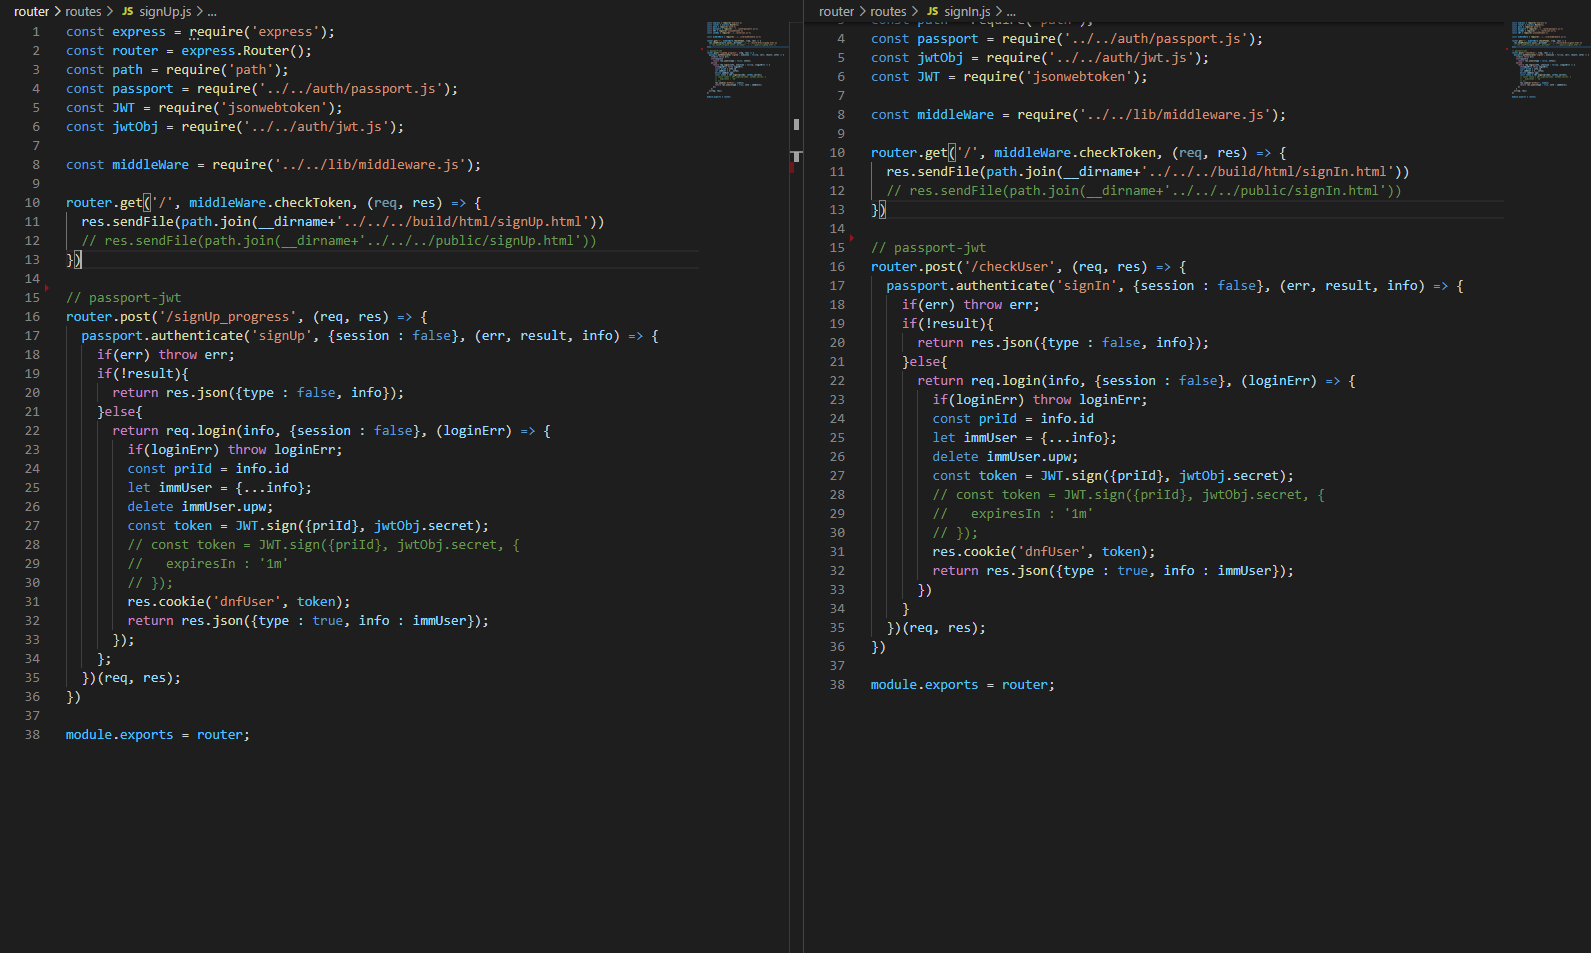 router > routes > JS signUp.js > ...
1 const express = require('express');
2 const router = express.Router();
3 const path = require('path');
4 const passport = require('../../auth/passport.js');
5 const JWT = require('jsonwebtoken');
6 const jwtObj = require('../../auth/jwt.js');
7
8 const middleWare = require('../../lib/middleware.js');
9
10 router.get('/', middleWare.checkToken, (req, res) => {
11 res.sendFile(path.join(__dirname+'../../../build/html/signUp.html'))
12 // res.sendFile(path.join(__dirname+'../../../public/signUp.html'))
13 })
14
15 // passport-jwt
16 router.post('/signUp_progress', (req, res) => {
17 passport.authenticate('signUp', {session : false}, (err, result, info) => {
18 if(err) throw err;
19 if(!result){
20 return res.json({type : false, info});
21 }else{
22 return req.login(info, {session : false}, (loginErr) => {
23 if(loginErr) throw loginErr;
24 const priId = info.id
25 let immUser = {...info};
26 delete immUser.upw;
27 const token = JWT.sign({priId}, jwtObj.secret);
28 // const token = JWT.sign({priId}, jwtObj.secret, {
29 //   expiresIn : '1m'
30 // });
31 res.cookie('dnfUser', token);
32 return res.json({type : true, info : immUser});
33 });
34 };
35 })(req, res);
36 })
37
38 module.exports = router;
router > routes > JS signIn.js > ...
3 const path = require('path');
4 const passport = require('../../auth/passport.js');
5 const jwtObj = require('../../auth/jwt.js');
6 const JWT = require('jsonwebtoken');
7
8 const middleWare = require('../../lib/middleware.js');
9
10 router.get('/', middleWare.checkToken, (req, res) => {
11 res.sendFile(path.join(__dirname+'../../../build/html/signIn.html'))
12 // res.sendFile(path.join(__dirname+'../../../public/signIn.html'))
13 })
14
15 // passport-jwt
16 router.post('/checkUser', (req, res) => {
17 passport.authenticate('signIn', {session : false}, (err, result, info) => {
18 if(err) throw err;
19 if(!result){
20 return res.json({type : false, info});
21 }else{
22 return req.login(info, {session : false}, (loginErr) => {
23 if(loginErr) throw loginErr;
24 const priId = info.id
25 let immUser = {...info};
26 delete immUser.upw;
27 const token = JWT.sign({priId}, jwtObj.secret);
28 // const token = JWT.sign({priId}, jwtObj.secret, {
29 //   expiresIn : '1m'
30 // });
31 res.cookie('dnfUser', token);
32 return res.json({type : true, info : immUser});
33 })
34 }
35 })(req, res);
36 })
37
38 module.exports = router;